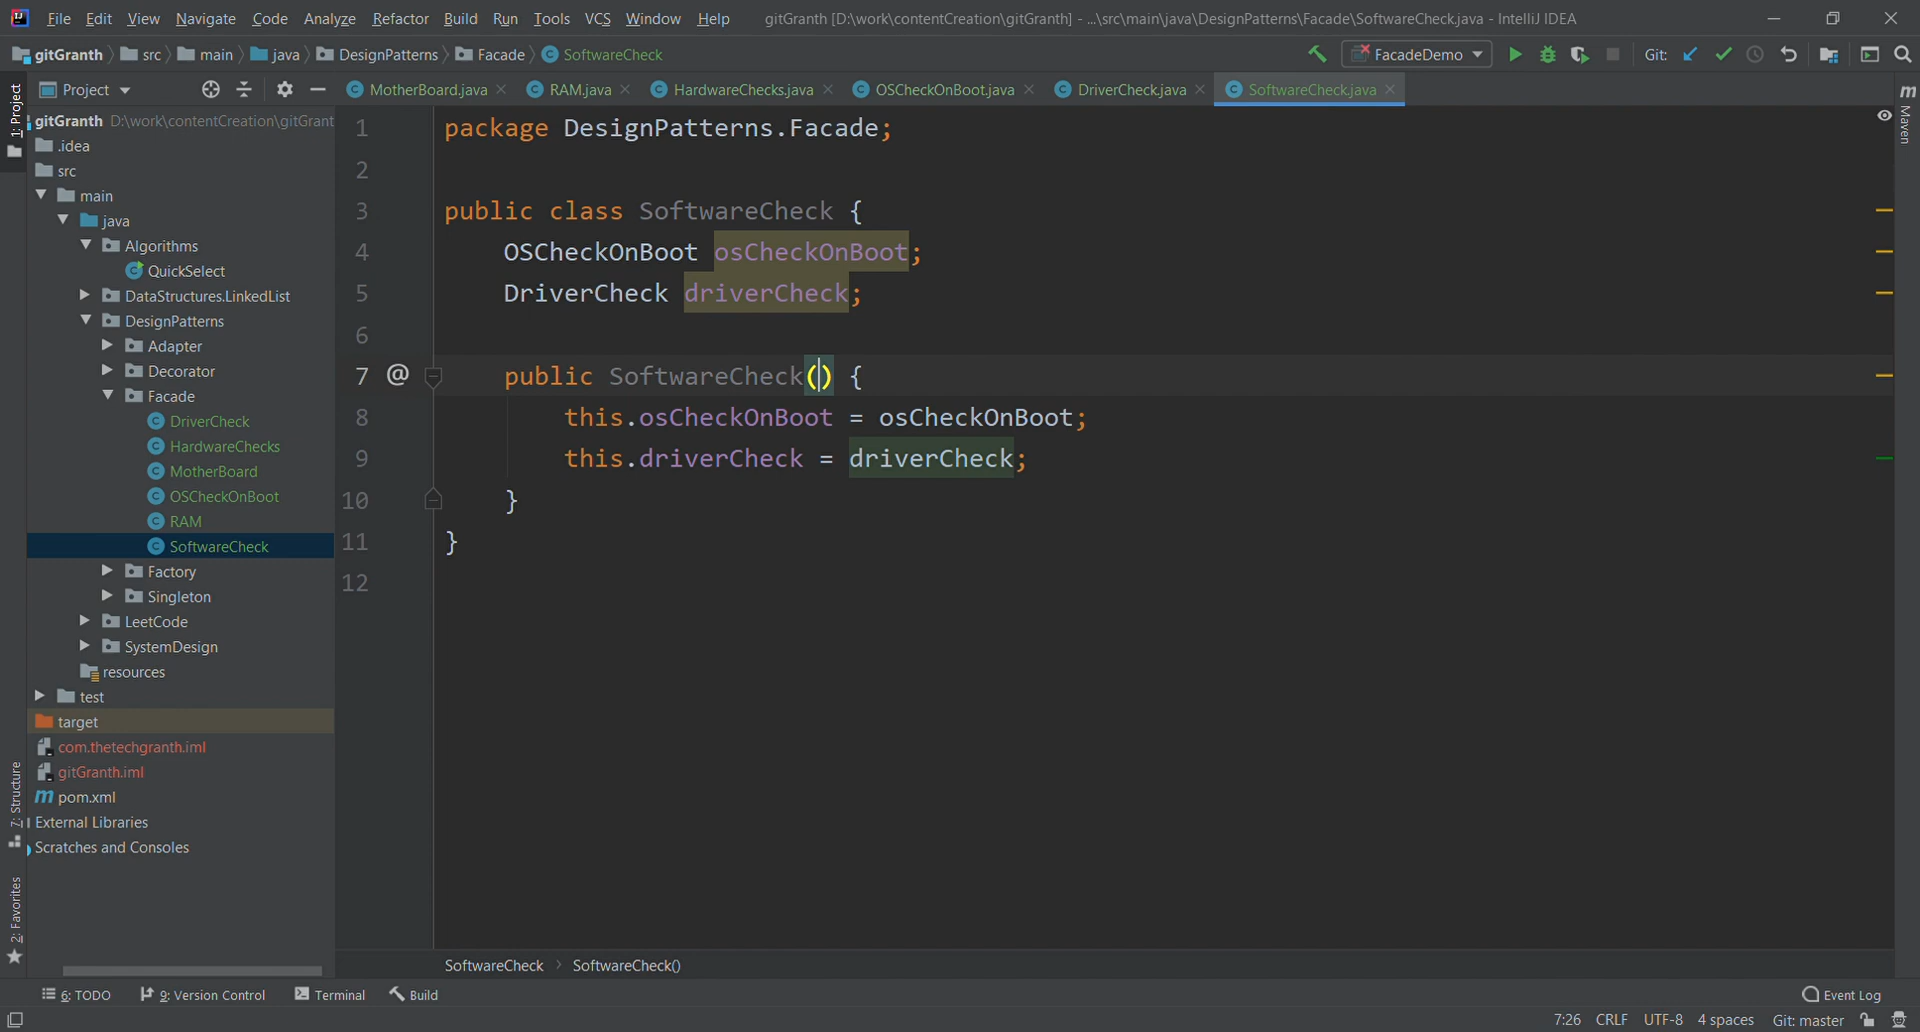 File Edit View Navigate Code Analyze Refactor Build Run Tools VCS Window Help gitGranth [D:\work\contentCreation\gitGranth] - ...\src\main\java\DesignPatterns\Facade\SoftwareCheck.java - IntelliJ IDEA
gitGranth src main java DesignPatterns Facade SoftwareCheck FacadeDemo Git:
Project MotherBoard.java RAM.java HardwareChecks.java OSCheckOnBoot.java DriverCheck.java SoftwareCheck.java
1: Project
Maven
gitGranth D:\work\contentCreation\gitGrant
.idea
src
main
java
Algorithms
QuickSelect
DataStructures.LinkedList
DesignPatterns
Adapter
Decorator
Facade
DriverCheck
HardwareChecks
MotherBoard
OSCheckOnBoot
RAM
SoftwareCheck
Factory
Singleton
LeetCode
SystemDesign
resources
test
target
com.thetechgranth.iml
gitGranth.iml
pom.xml
External Libraries
Scratches and Consoles
7: Structure
2: Favorites
1 package DesignPatterns.Facade;
2
3 public class SoftwareCheck {
4 OSCheckOnBoot osCheckOnBoot;
5 DriverCheck driverCheck;
6
7 @ public SoftwareCheck() {
8 this.osCheckOnBoot = osCheckOnBoot;
9 this.driverCheck = driverCheck;
10 }
11 }
12
SoftwareCheck › SoftwareCheck()
6: TODO 9: Version Control Terminal Build Event Log
7:26 CRLF UTF-8 4 spaces Git: master